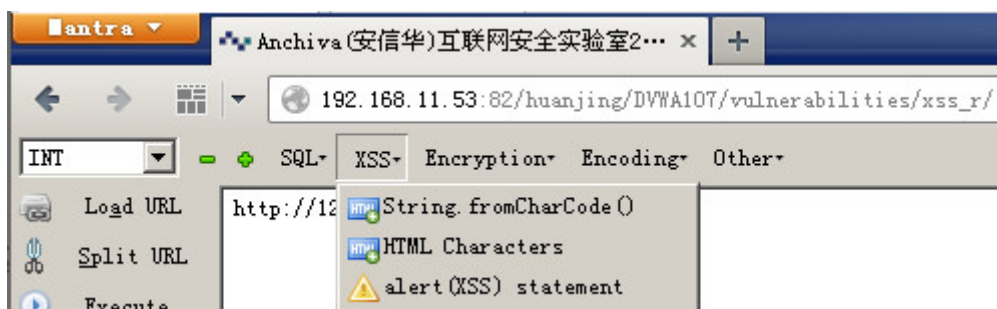 Mantra
Anchiva(安信华)互联网安全实验室2…
192.168.11.53:82/huanjing/DVWA107/vulnerabilities/xss_r/
INT SQL XSS Encryption Encoding Other
Load URL http://12
String.fromCharCode()
Split URL
HTML Characters
alert(XSS) statement
Execute